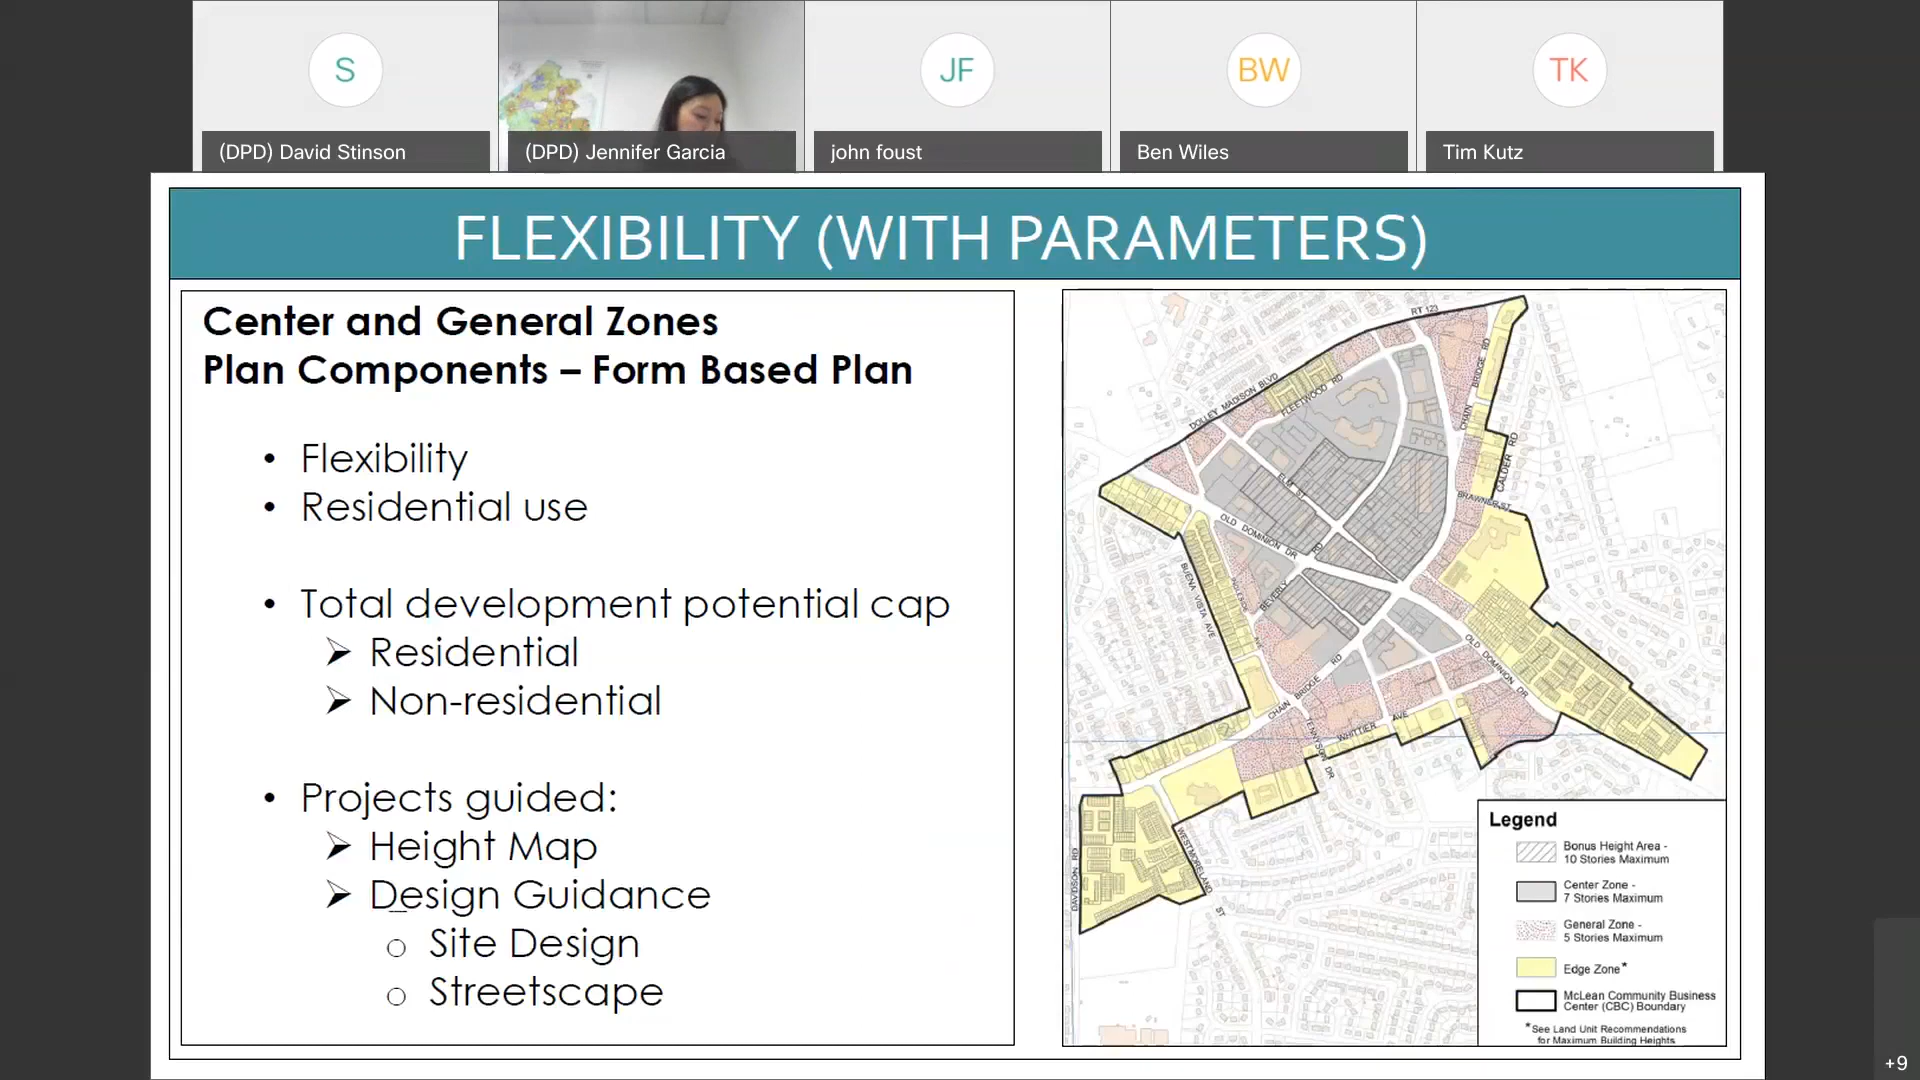 S
JF
BW
TK
(DPD) David Stinson
(DPD) Jennifer Garcia
john foust
Ben Wiles
Tim Kutz
FLEXIBILITY (WITH PARAMETERS)
Center and General Zones
Plan Components – Form Based Plan
• Flexibility
• Residential use
• Total development potential cap
➢ Residential
➢ Non-residential
• Projects guided:
➢ Height Map
➢ Design Guidance
o Site Design
o Streetscape
RT 123
DOLLEY MADISON BLVD
FLEETWOOD RD
CHAIN BRIDGE RD
CALDER RD
BRAWNER ST
ELM ST
OLD DOMINION DR
BEVERLY RD
INGLESIDE AVE
BUENA VISTA AVE
OLD DOMINION DR
CHAIN BRIDGE RD
TENNYSON DR
WHITTIER AVE
WESTMORELAND ST
DAVIDSON RD
Legend
Bonus Height Area -
10 Stories Maximum
Center Zone -
7 Stories Maximum
General Zone -
5 Stories Maximum
Edge Zone*
McLean Community Business
Center (CBC) Boundary
*See Land Unit Recommendations
for Maximum Building Heights
+9